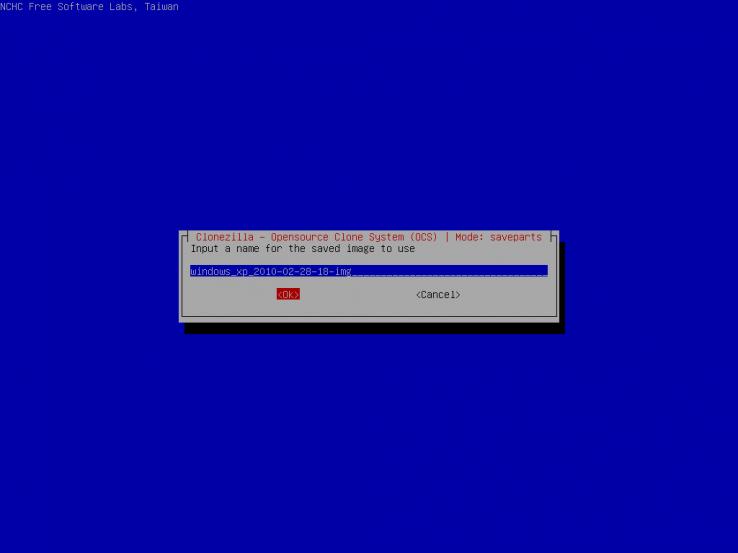 NCHC Free Software Labs, Taiwan
Clonezilla - Opensource Clone System (OCS) | Mode: saveparts
Input a name for the saved image to use
windows_xp_2010-02-28-18-img
<Ok> <Cancel>